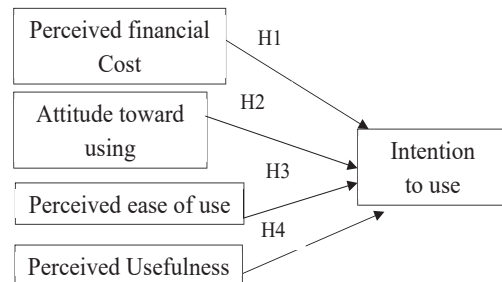 Perceived financial
Cost
H1
Attitude toward
using
H2
Intention
to use
H3
Perceived ease of use
H4
Perceived Usefulness